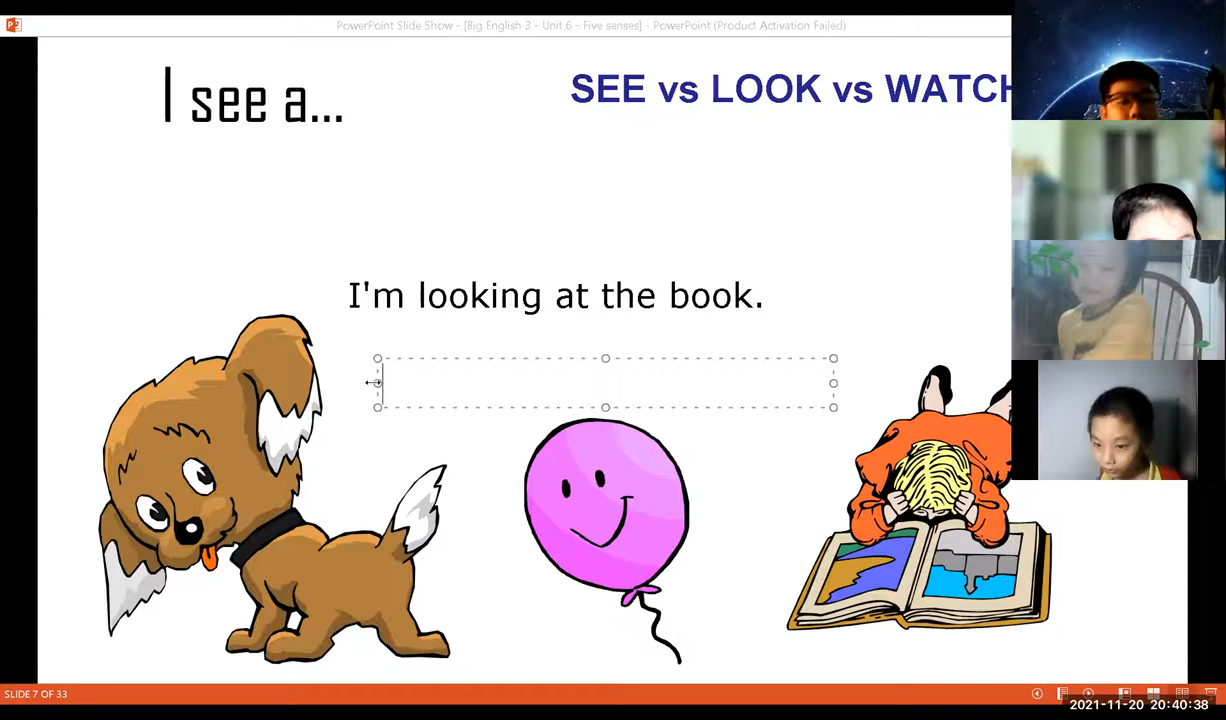 PowerPoint Slide Show - [Big English 3 - Unit 6 - Five senses] - PowerPoint (Product Activation Failed)
I see a...
SEE vs LOOK vs WATCH
I'm looking at the book.
SLIDE 7 OF 33
2021-11-20 20:40:38